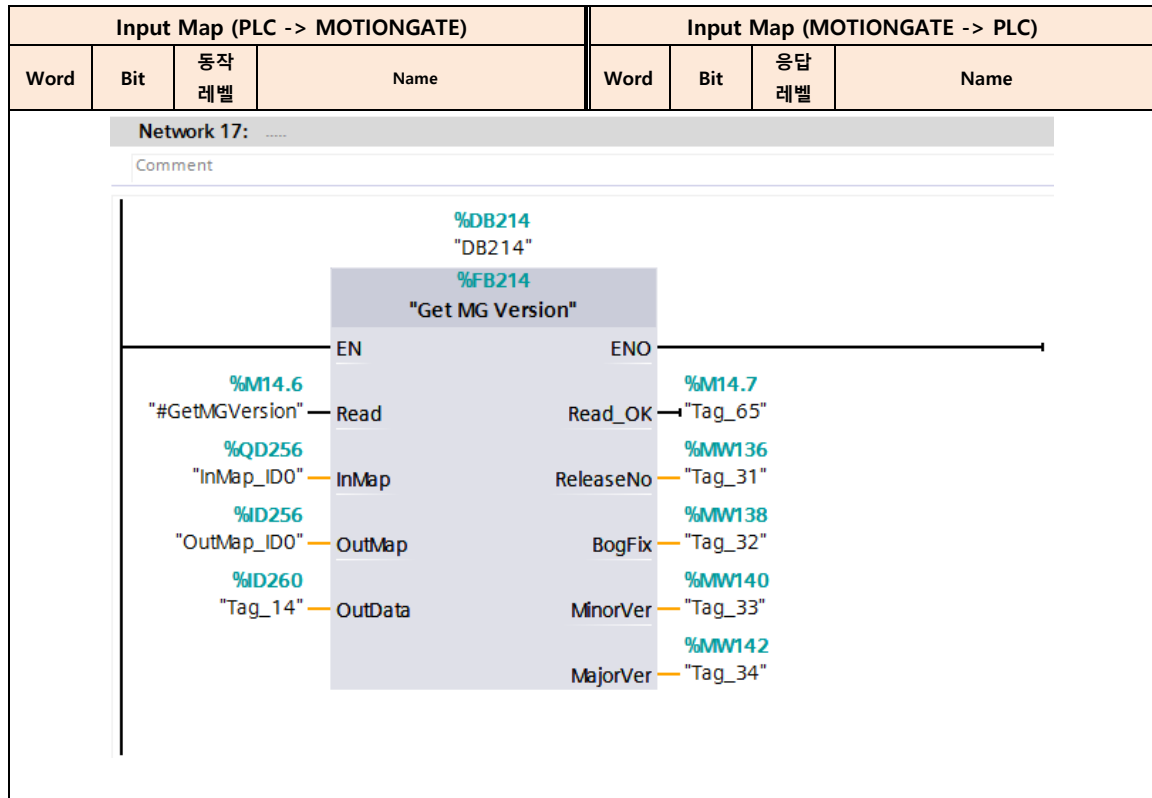 Input Map (PLC -> MOTIONGATE) Input Map (MOTIONGATE -> PLC)
Word Bit 동작 레벨 Name Word Bit 응답 레벨 Name
Network 17: .....
Comment
%DB214
"DB214"
%FB214
"Get MG Version"
EN ENO
%M14.6 %M14.7
"#GetMGVersion" Read Read_OK "Tag_65"
%QD256 %MW136
"InMap_ID0" InMap ReleaseNo "Tag_31"
%ID256 %MW138
"OutMap_ID0" OutMap BogFix "Tag_32"
%ID260 %MW140
"Tag_14" OutData MinorVer "Tag_33"
%MW142
MajorVer "Tag_34"